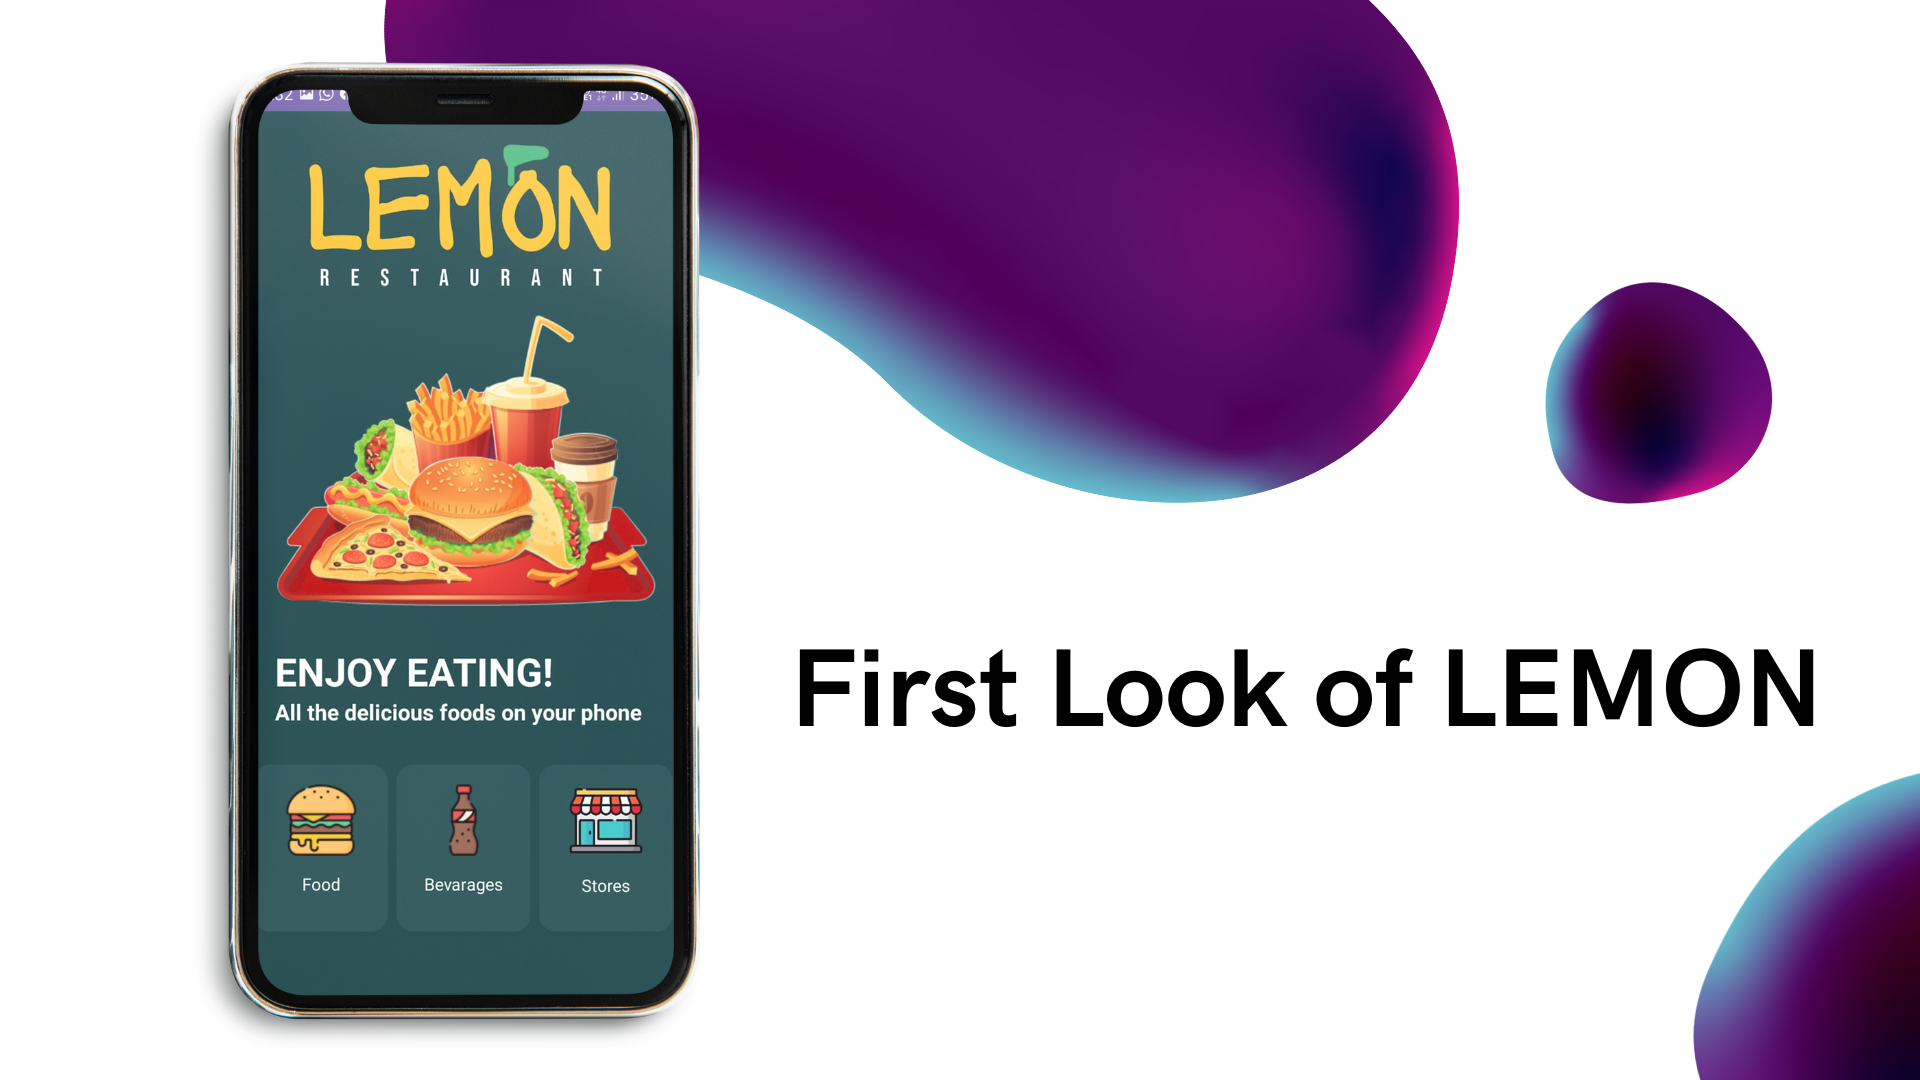 LEMON
RESTAURANT
ENJOY EATING!
All the delicious foods on your phone
Food
Bevarages
Stores
First Look of LEMON